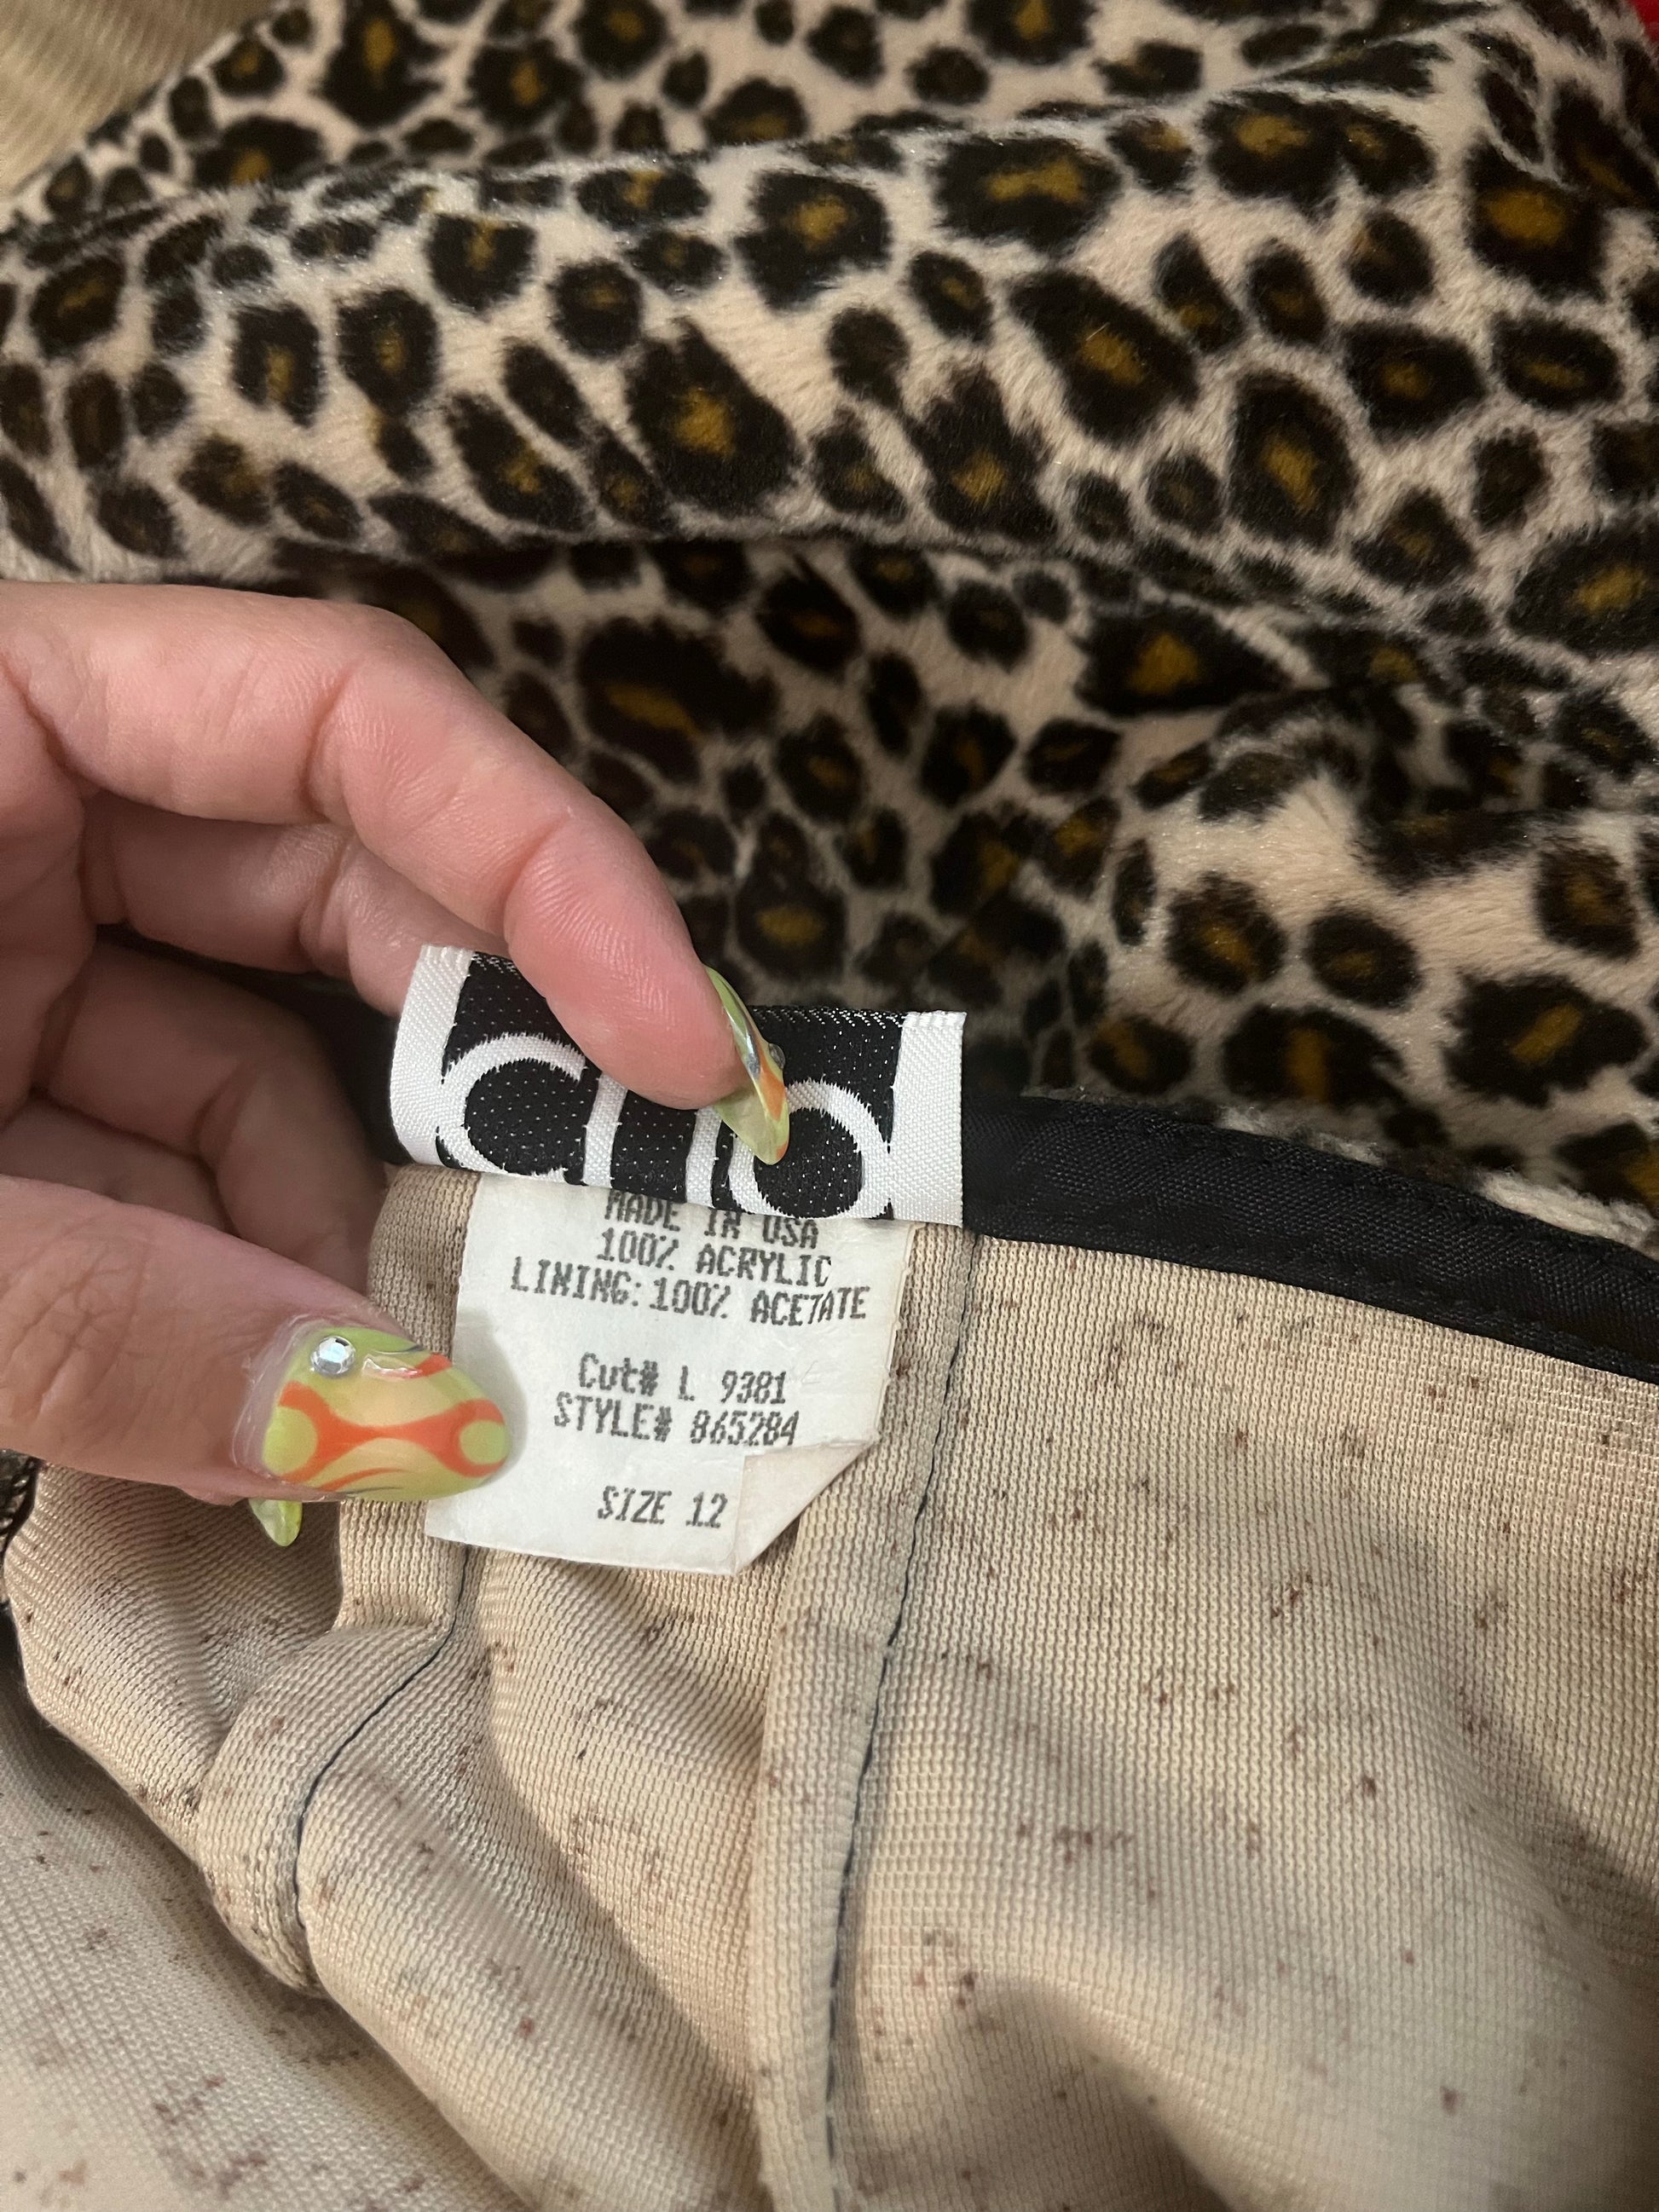 MADE IN USA
100% ACRYLIC
LINING: 100% ACETATE
Cut# L 9381
STYLE# 865284
SIZE 12